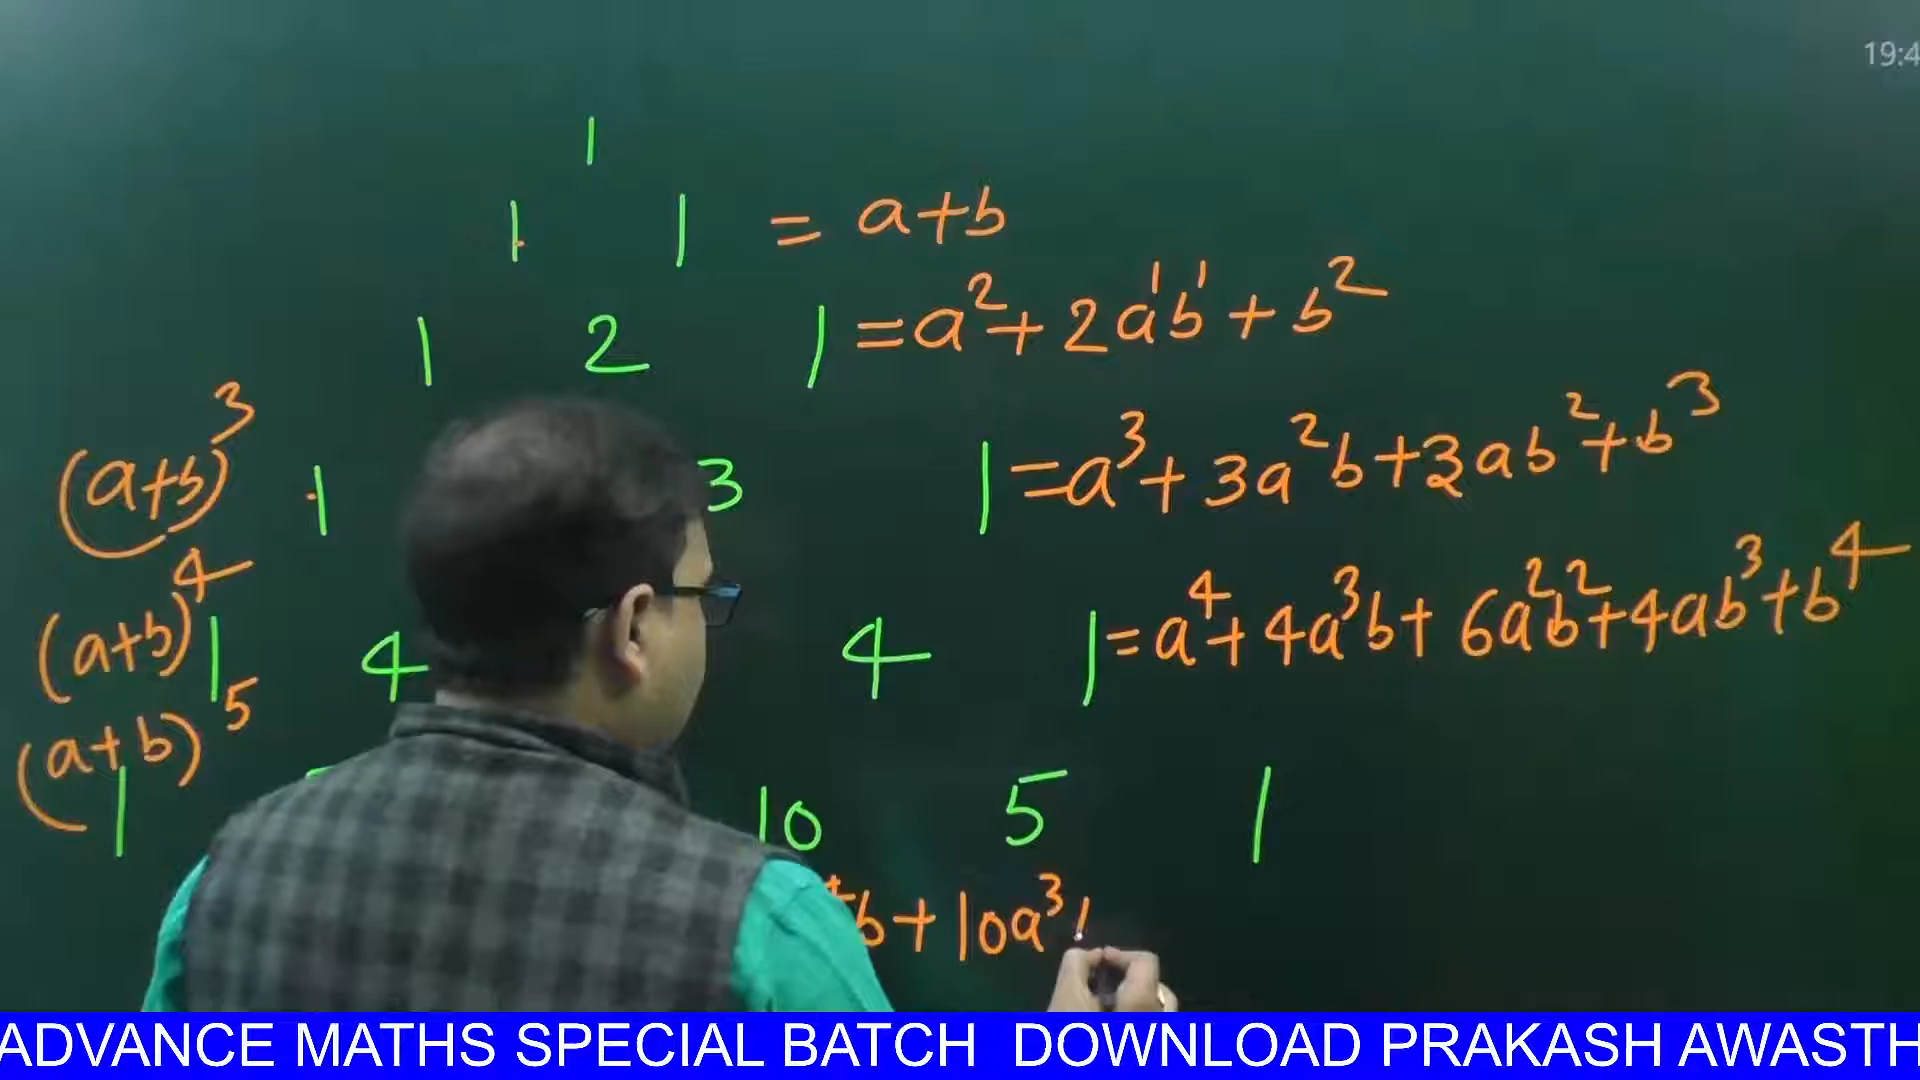 19:4
1
1 1 = a+b
1 2 1 = a²+2a¹b¹+b²
(a+b)³ 1 3 1 = a³+3a²b+3ab²+b³
(a+b)⁴ 1 4 4 1 = a⁴+4a³b+6a²b²+4ab³+b⁴
(a+b)⁵
1 10 5 1
b+10a³
ADVANCE MATHS SPECIAL BATCH DOWNLOAD PRAKASH AWASTH